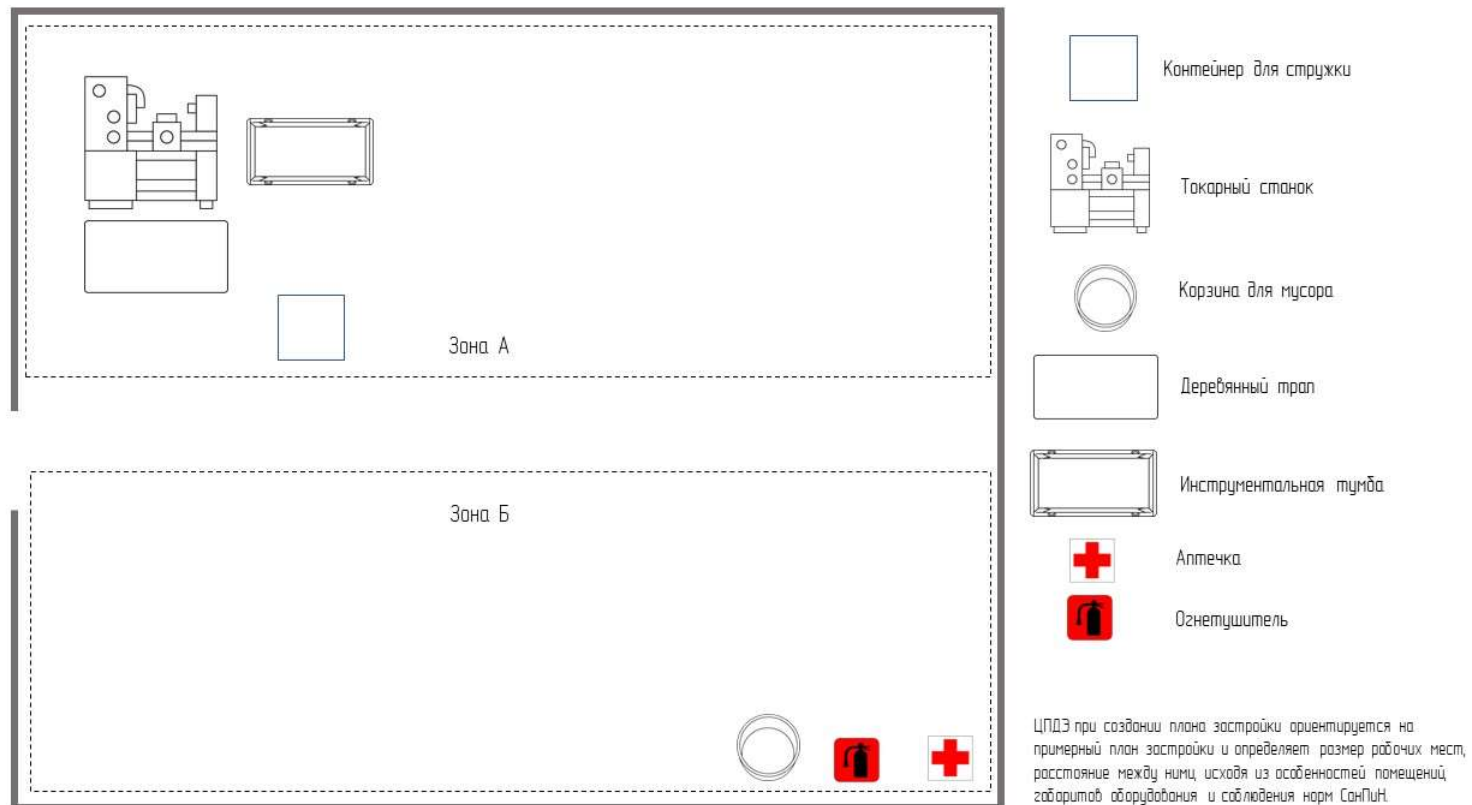 Контейнер для стружки
Токарный станок
Корзина для мусора
Зона А
Деревянный трап
Инструментальная тумба
Зона Б
Аптечка
Огнетушитель
ЦПДЭ при создании плана застройки ориентируется на
примерный план застройки и определяет размер рабочих мест,
расстояние между ними, исходя из особенностей помещений,
габаритов оборудования и соблюдения норм СанПиН.